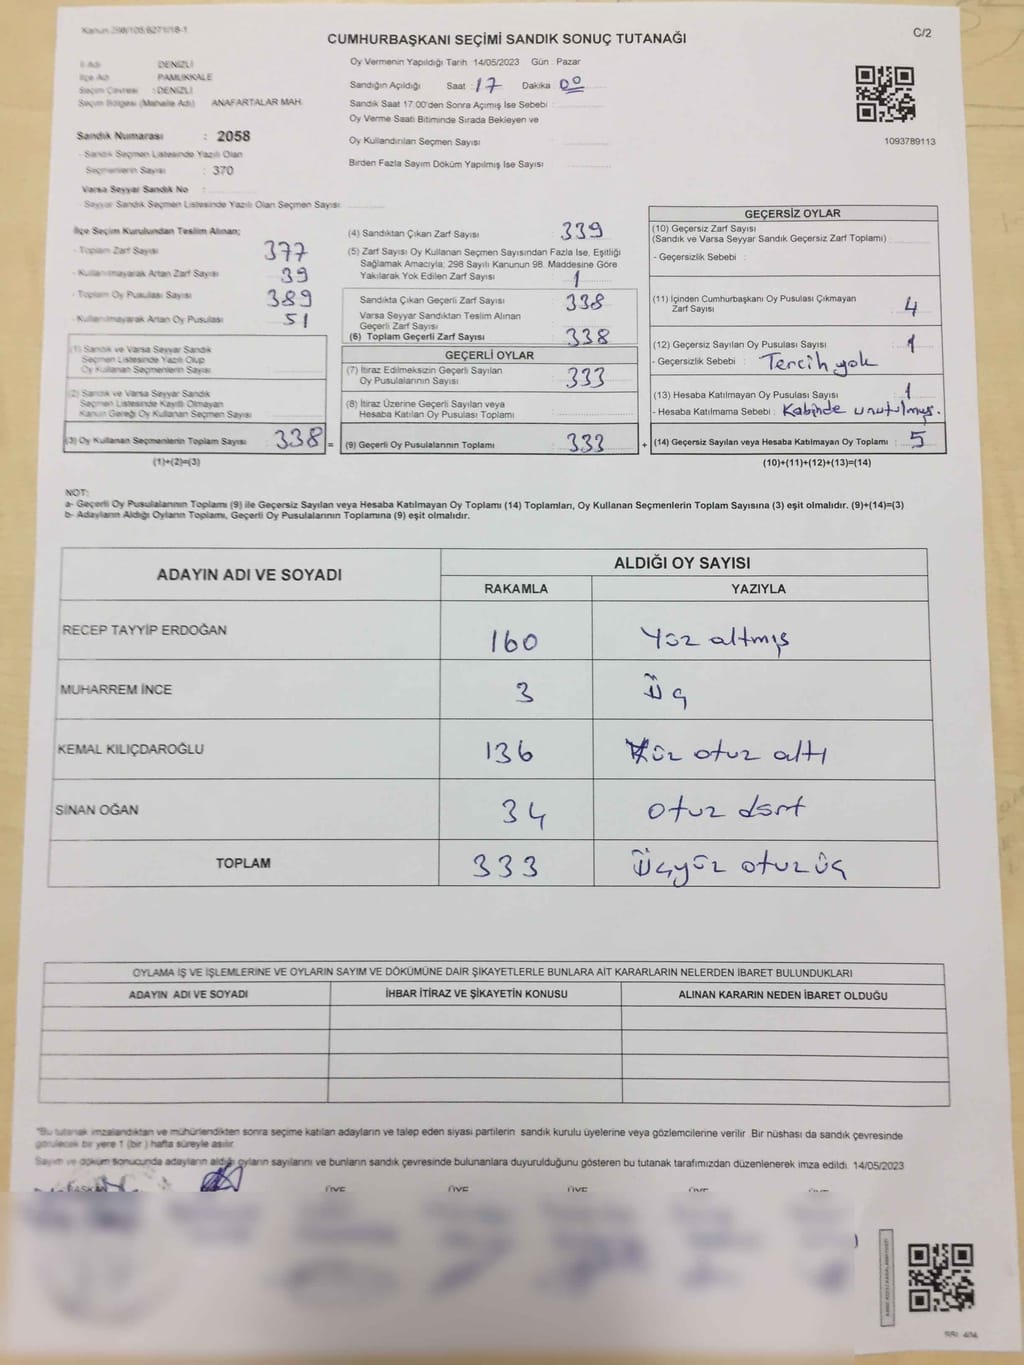 Kanun 298/105,6271/18-1
C/2
CUMHURBAŞKANI SEÇİMİ SANDIK SONUÇ TUTANAĞI
İl Adı DENİZLİ
İlçe Adı PAMUKKALE
Seçim Çevresi : DENİZLİ
Seçim Bölgesi (Mahalle Adı) ANAFARTALAR MAH.
Sandık Numarası : 2058
- Sandık Seçmen Listesinde Yazılı Olan
Seçmenlerin Sayısı : 370
Varsa Seyyar Sandık No :
- Seyyar Sandık Seçmen Listesinde Yazılı Olan Seçmen Sayısı:
Oy Vermenin Yapıldığı Tarih 14/05/2023 Gün : Pazar
Sandığın Açıldığı Saat : 17 Dakika : 00
Sandık Saat 17:00'den Sonra Açımış İse Sebebi :
Oy Verme Saati Bitiminde Sırada Bekleyen ve
Oy Kullandırılan Seçmen Sayısı
Birden Fazla Sayım Döküm Yapılmış İse Sayısı
1093789113
İlçe Seçim Kurulundan Teslim Alınan;
- Toplam Zarf Sayısı 377
- Kullanılmayarak Artan Zarf Sayısı 39
- Toplam Oy Pusulası Sayısı 389
- Kullanılmayarak Artan Oy Pusulası 51
(1) Sandık ve Varsa Seyyar Sandık
Seçmen Listesinde Yazılı Olup
Oy Kullanan Seçmenlerin Sayısı
(2) Sandık ve Varsa Seyyar Sandık
Seçmen Listesinde Kayıtlı Olmayan
Kanun Gereği Oy Kullanan Seçmen Sayısı
(3) Oy Kullanan Seçmenlerin Toplam Sayısı 338 =
(1)+(2)=(3)
(4) Sandıktan Çıkan Zarf Sayısı 339
(5) Zarf Sayısı Oy Kullanan Seçmen Sayısından Fazla İse, Eşitliği
Sağlamak Amacıyla; 298 Sayılı Kanunun 98. Maddesine Göre
Yakılarak Yok Edilen Zarf Sayısı 1
Sandıkta Çıkan Geçerli Zarf Sayısı 338
Varsa Seyyar Sandıktan Teslim Alınan
Geçerli Zarf Sayısı
(6) Toplam Geçerli Zarf Sayısı 338
GEÇERLİ OYLAR
(7) İtiraz Edilmeksizin Geçerli Sayılan
Oy Pusulalarının Sayısı 333
(8) İtiraz Üzerine Geçerli Sayılan veya
Hesaba Katılan Oy Pusulası Toplamı
(9) Geçerli Oy Pusulalarının Toplamı 333 +
GEÇERSİZ OYLAR
(10) Geçersiz Zarf Sayısı
(Sandık ve Varsa Seyyar Sandık Geçersiz Zarf Toplamı) :
- Geçersizlik Sebebi :
(11) İçinden Cumhurbaşkanı Oy Pusulası Çıkmayan
Zarf Sayısı 4
(12) Geçersiz Sayılan Oy Pusulası Sayısı : 1
- Geçersizlik Sebebi : Tercih yok
(13) Hesaba Katılmayan Oy Pusulası Sayısı : 1
- Hesaba Katılmama Sebebi : Kabinde unutulmuş.
(14) Geçersiz Sayılan veya Hesaba Katılmayan Oy Toplamı : 5
(10)+(11)+(12)+(13)=(14)
NOT:
a- Geçerli Oy Pusulalarının Toplamı (9) ile Geçersiz Sayılan veya Hesaba Katılmayan Oy Toplamı (14) Toplamları, Oy Kullanan Seçmenlerin Toplam Sayısına (3) eşit olmalıdır. (9)+(14)=(3)
b- Adayların Aldığı Oyların Toplamı, Geçerli Oy Pusulalarının Toplamına (9) eşit olmalıdır.
ADAYIN ADI VE SOYADI ALDIĞI OY SAYISI
RAKAMLA YAZIYLA
RECEP TAYYİP ERDOĞAN 160 Yüz altmış
MUHARREM İNCE 3 Üç
KEMAL KILIÇDAROĞLU 136 Yüz otuz altı
SİNAN OĞAN 34 otuz dört
TOPLAM 333 Üçyüz otuzüç
OYLAMA İŞ VE İŞLEMLERİNE VE OYLARIN SAYIM VE DÖKÜMÜNE DAİR ŞİKAYETLERLE BUNLARA AİT KARARLARIN NELERDEN İBARET BULUNDUKLARI
ADAYIN ADI VE SOYADI İHBAR İTİRAZ VE ŞİKAYETİN KONUSU ALINAN KARARIN NEDEN İBARET OLDUĞU
*Bu tutanak imzalandıktan ve mühürlendikten sonra seçime katılan adayların ve talep eden siyasi partilerin sandık kurulu üyelerine veya gözlemcilerine verilir Bir nüshası da sandık çevresinde
görülecek bir yere 1 (bir ) hafta süreyle asılır.
Sayım ve döküm sonucunda adayların aldığı oyların sayılarını ve bunların sandık çevresinde bulunanlara duyurulduğunu gösteren bu tutanak tarafımızdan düzenlenerek imza edildi. 14/05/2023
BAŞKAN ÜYE ÜYE ÜYE ÜYE ÜYE